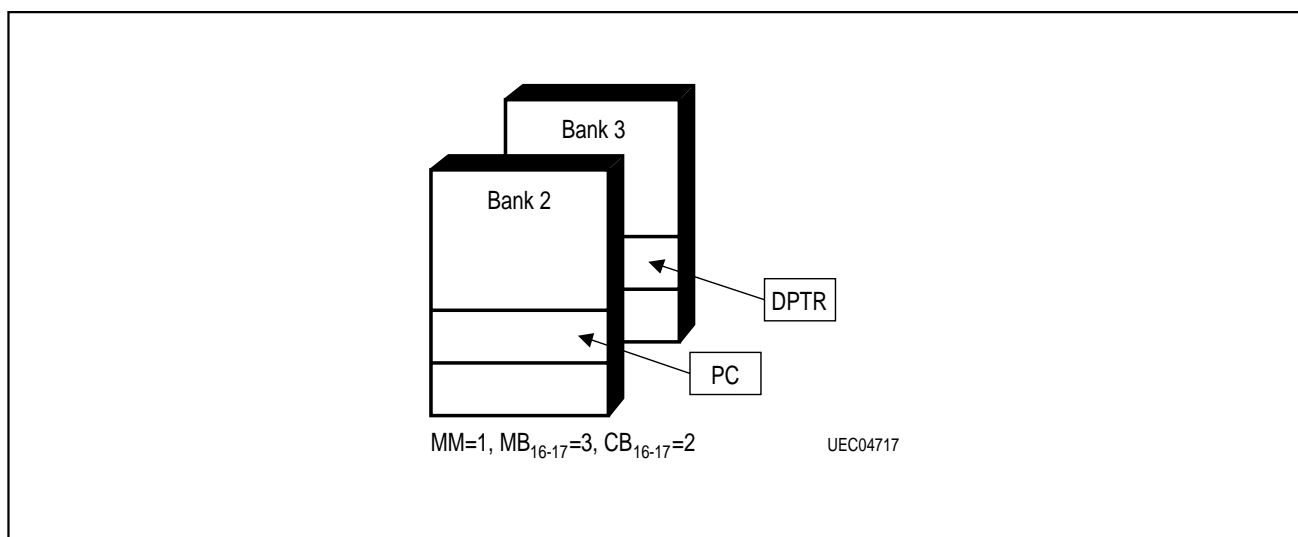 Bank 3
Bank 2
DPTR
PC
MM=1, MB16-17=3, CB16-17=2
UEC04717